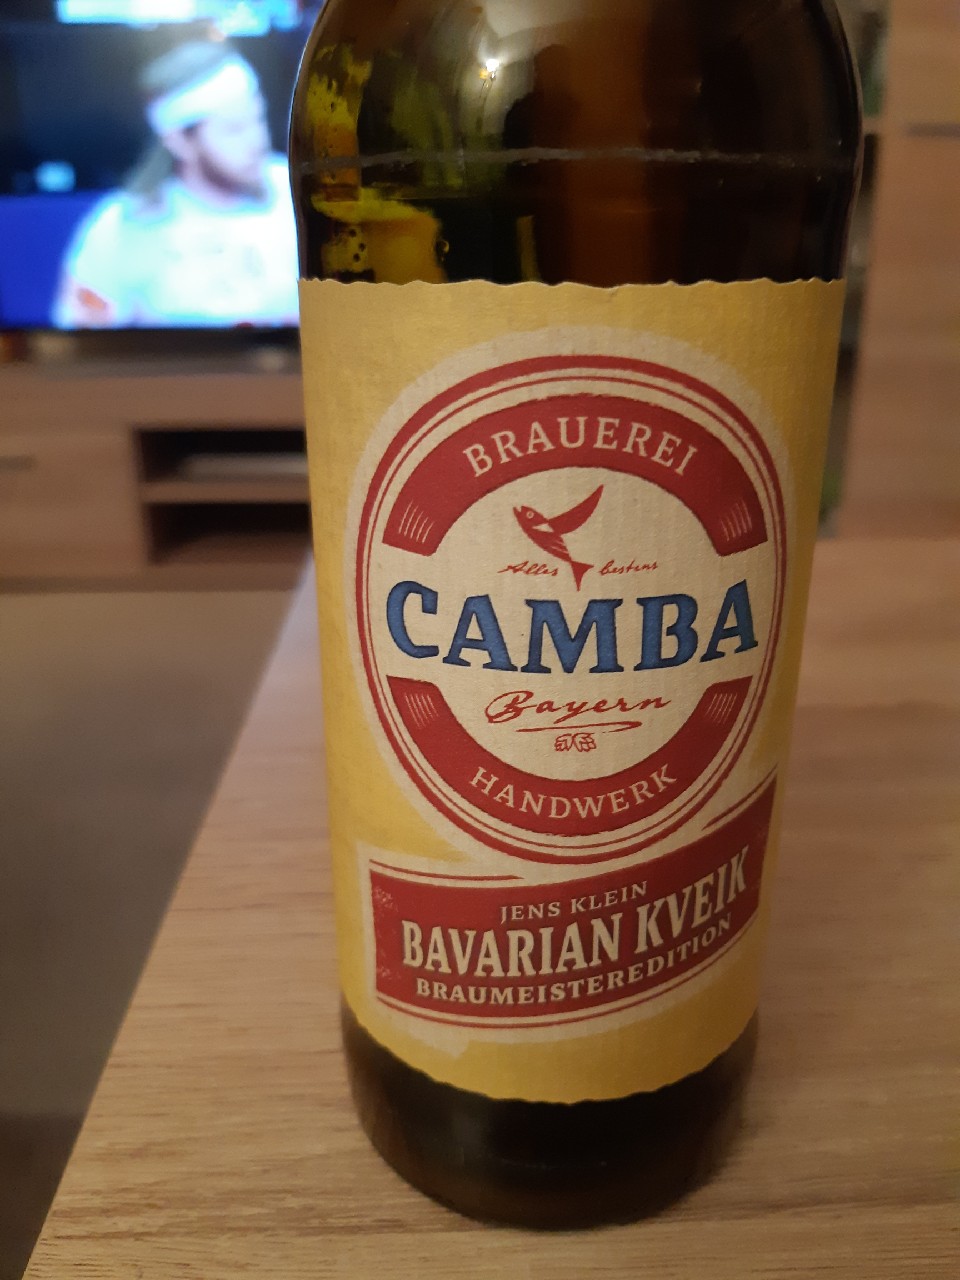 BRAUEREI
Alles bestens
CAMBA
Bayern
HANDWERK
JENS KLEIN
BAVARIAN KVEIK
BRAUMEISTEREDITION